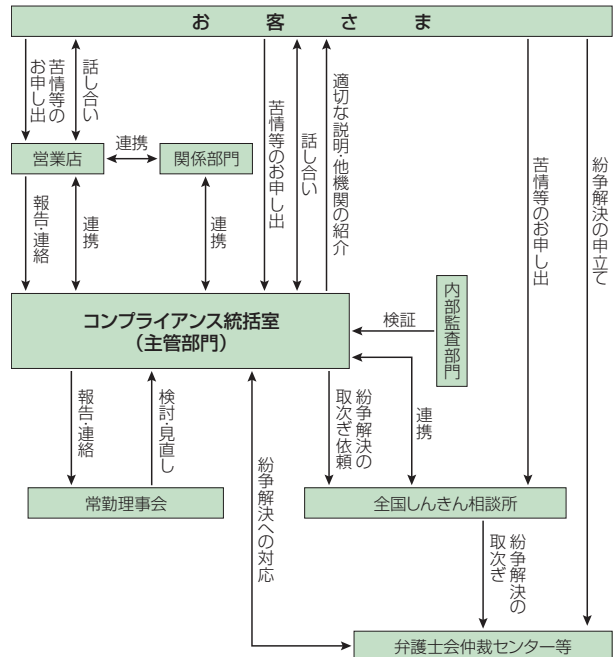 お客さま
苦情等の
お申し出
話し合い
苦情等のお申し出
話し合い
適切な説明・他機関の紹介
苦情等のお申し出
紛争解決の申立て
営業店
連携
関係部門
報告・連絡
連携
連携
コンプライアンス統括室
（主管部門）
検証
内部監査部門
報告・連絡
検討・見直し
紛争解決への対応
紛争解決の
取次ぎ依頼
連携
常勤理事会
全国しんきん相談所
紛争解決の
取次ぎ
弁護士会仲裁センター等